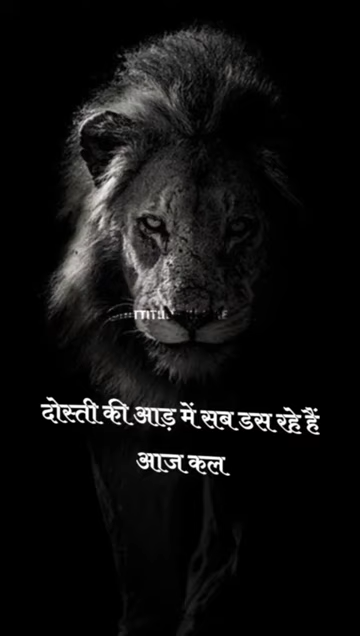 दोस्ती की आड़ में सब डस रहे हैं
आज कल